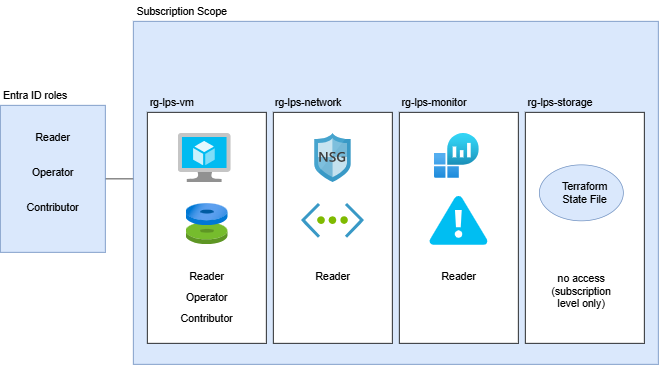 Subscription Scope
Entra ID roles
Reader
Operator
Contributor
rg-lps-vm
rg-lps-network
rg-lps-monitor
rg-lps-storage
NSG
Terraform
State File
Reader
Operator
Contributor
Reader
Reader
no access
(subscription
level only)